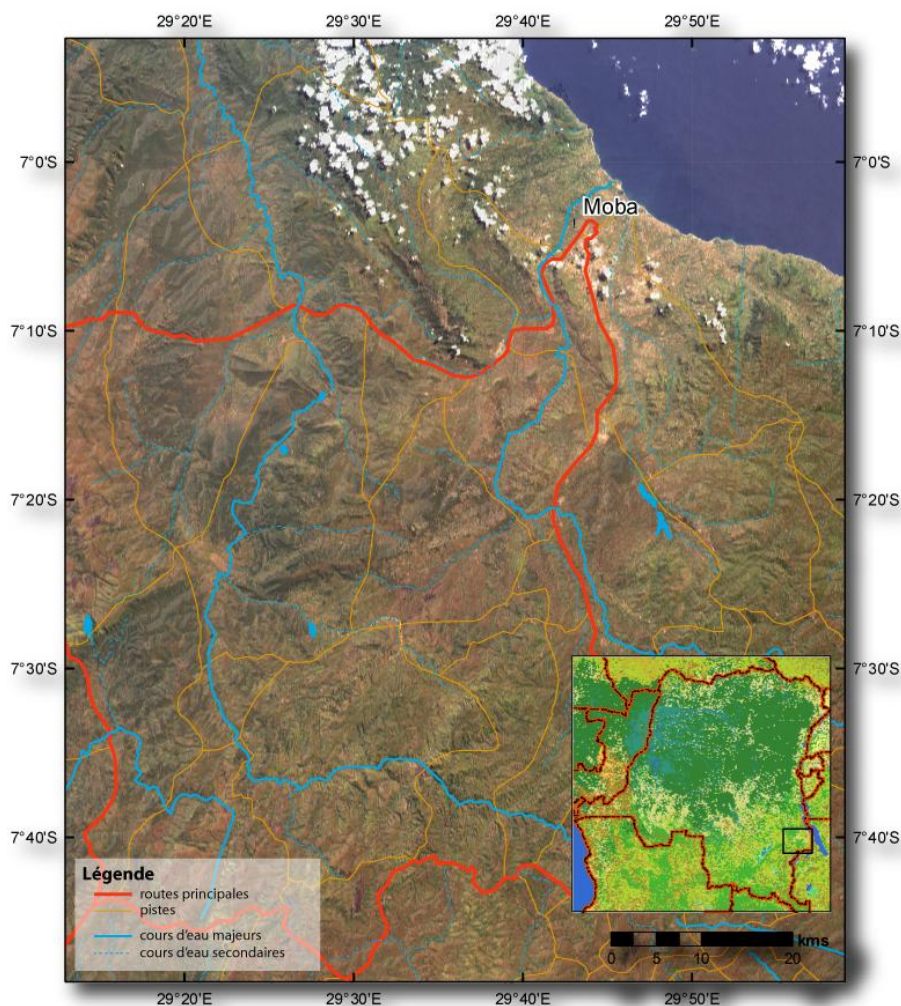 29°20'E 29°30'E 29°40'E 29°50'E
7°0'S 7°0'S
Moba
7°10'S 7°10'S
7°20'S 7°20'S
7°30'S 7°30'S
7°40'S 7°40'S
Légende
routes principales
pistes
cours d'eau majeurs
cours d'eau secondaires
kms
0 5 10 20
29°20'E 29°30'E 29°40'E 29°50'E